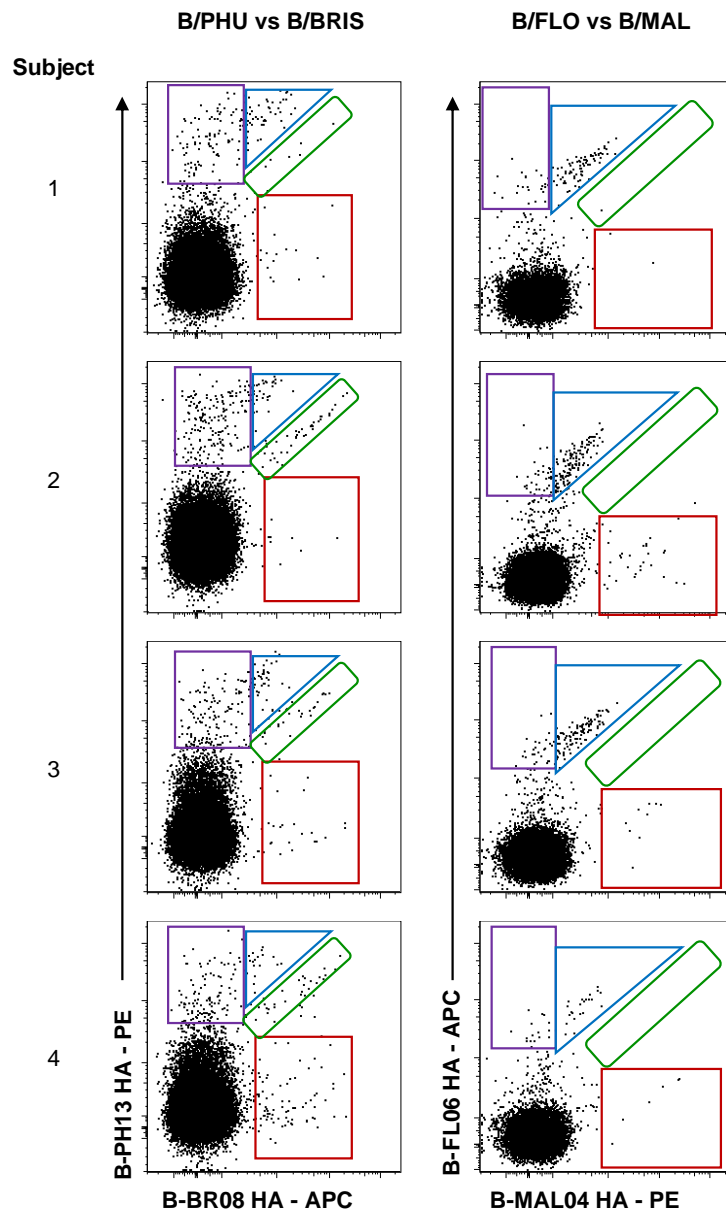 B/PHU vs B/BRIS
B/FLO vs B/MAL
Subject
1
2
3
4
B-PH13 HA - PE
B-FL06 HA - APC
B-BR08 HA - APC
B-MAL04 HA - PE